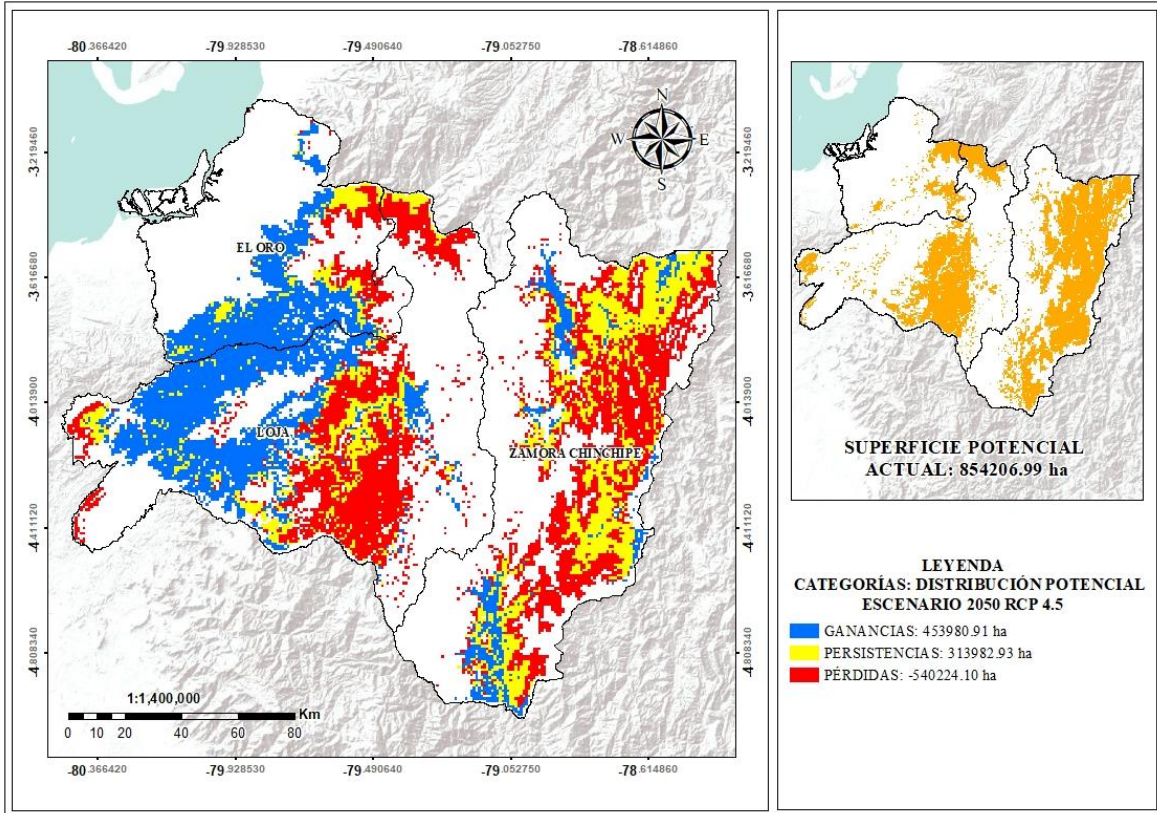 -80.366420 -79.928530 -79.490640 -79.052750 -78.614860
N
W E
S
-3.219460
-3.616680
-4.013900
-4.411120
-4.808340
EL ORO
LOJA
ZAMORA CHINCHIPE
1:1,400,000
Km
0 10 20 40 60 80
-80.366420 -79.928530 -79.490640 -79.052750 -78.614860
SUPERFICIE POTENCIAL
ACTUAL: 854206.99 ha
LEYENDA
CATEGORÍAS: DISTRIBUCIÓN POTENCIAL
ESCENARIO 2050 RCP 4.5
GANANCIAS: 453980.91 ha
PERSISTENCIAS: 313982.93 ha
PÉRDIDAS: -540224.10 ha